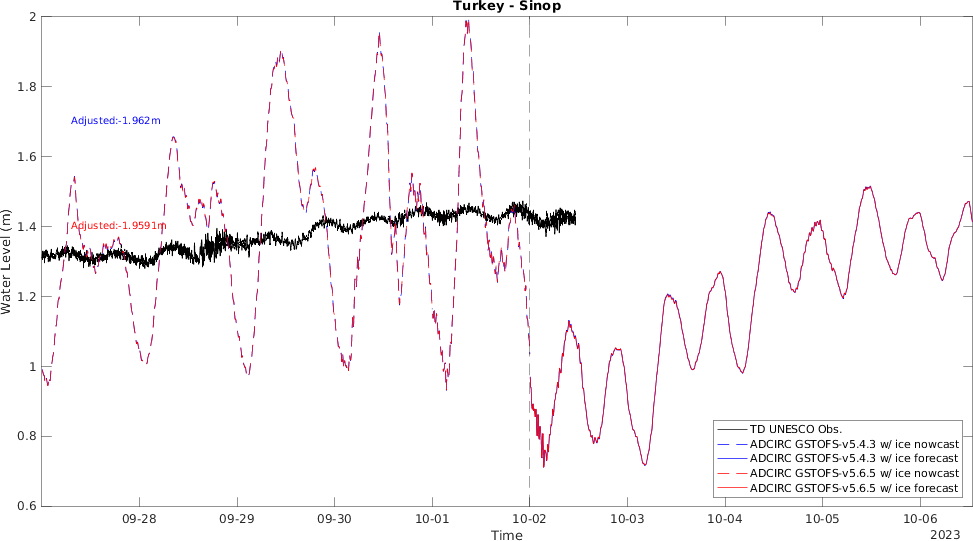 Turkey - Sinop
2
1.8
1.6
1.4
1.2
1
0.8
0.6
Water Level (m)
Adjusted:-1.962m
Adjusted:-1.9591m
TD UNESCO Obs.
ADCIRC GSTOFS-v5.4.3 w/ ice nowcast
ADCIRC GSTOFS-v5.4.3 w/ ice forecast
ADCIRC GSTOFS-v5.6.5 w/ ice nowcast
ADCIRC GSTOFS-v5.6.5 w/ ice forecast
09-28 09-29 09-30 10-01 10-02 10-03 10-04 10-05 10-06
Time
2023